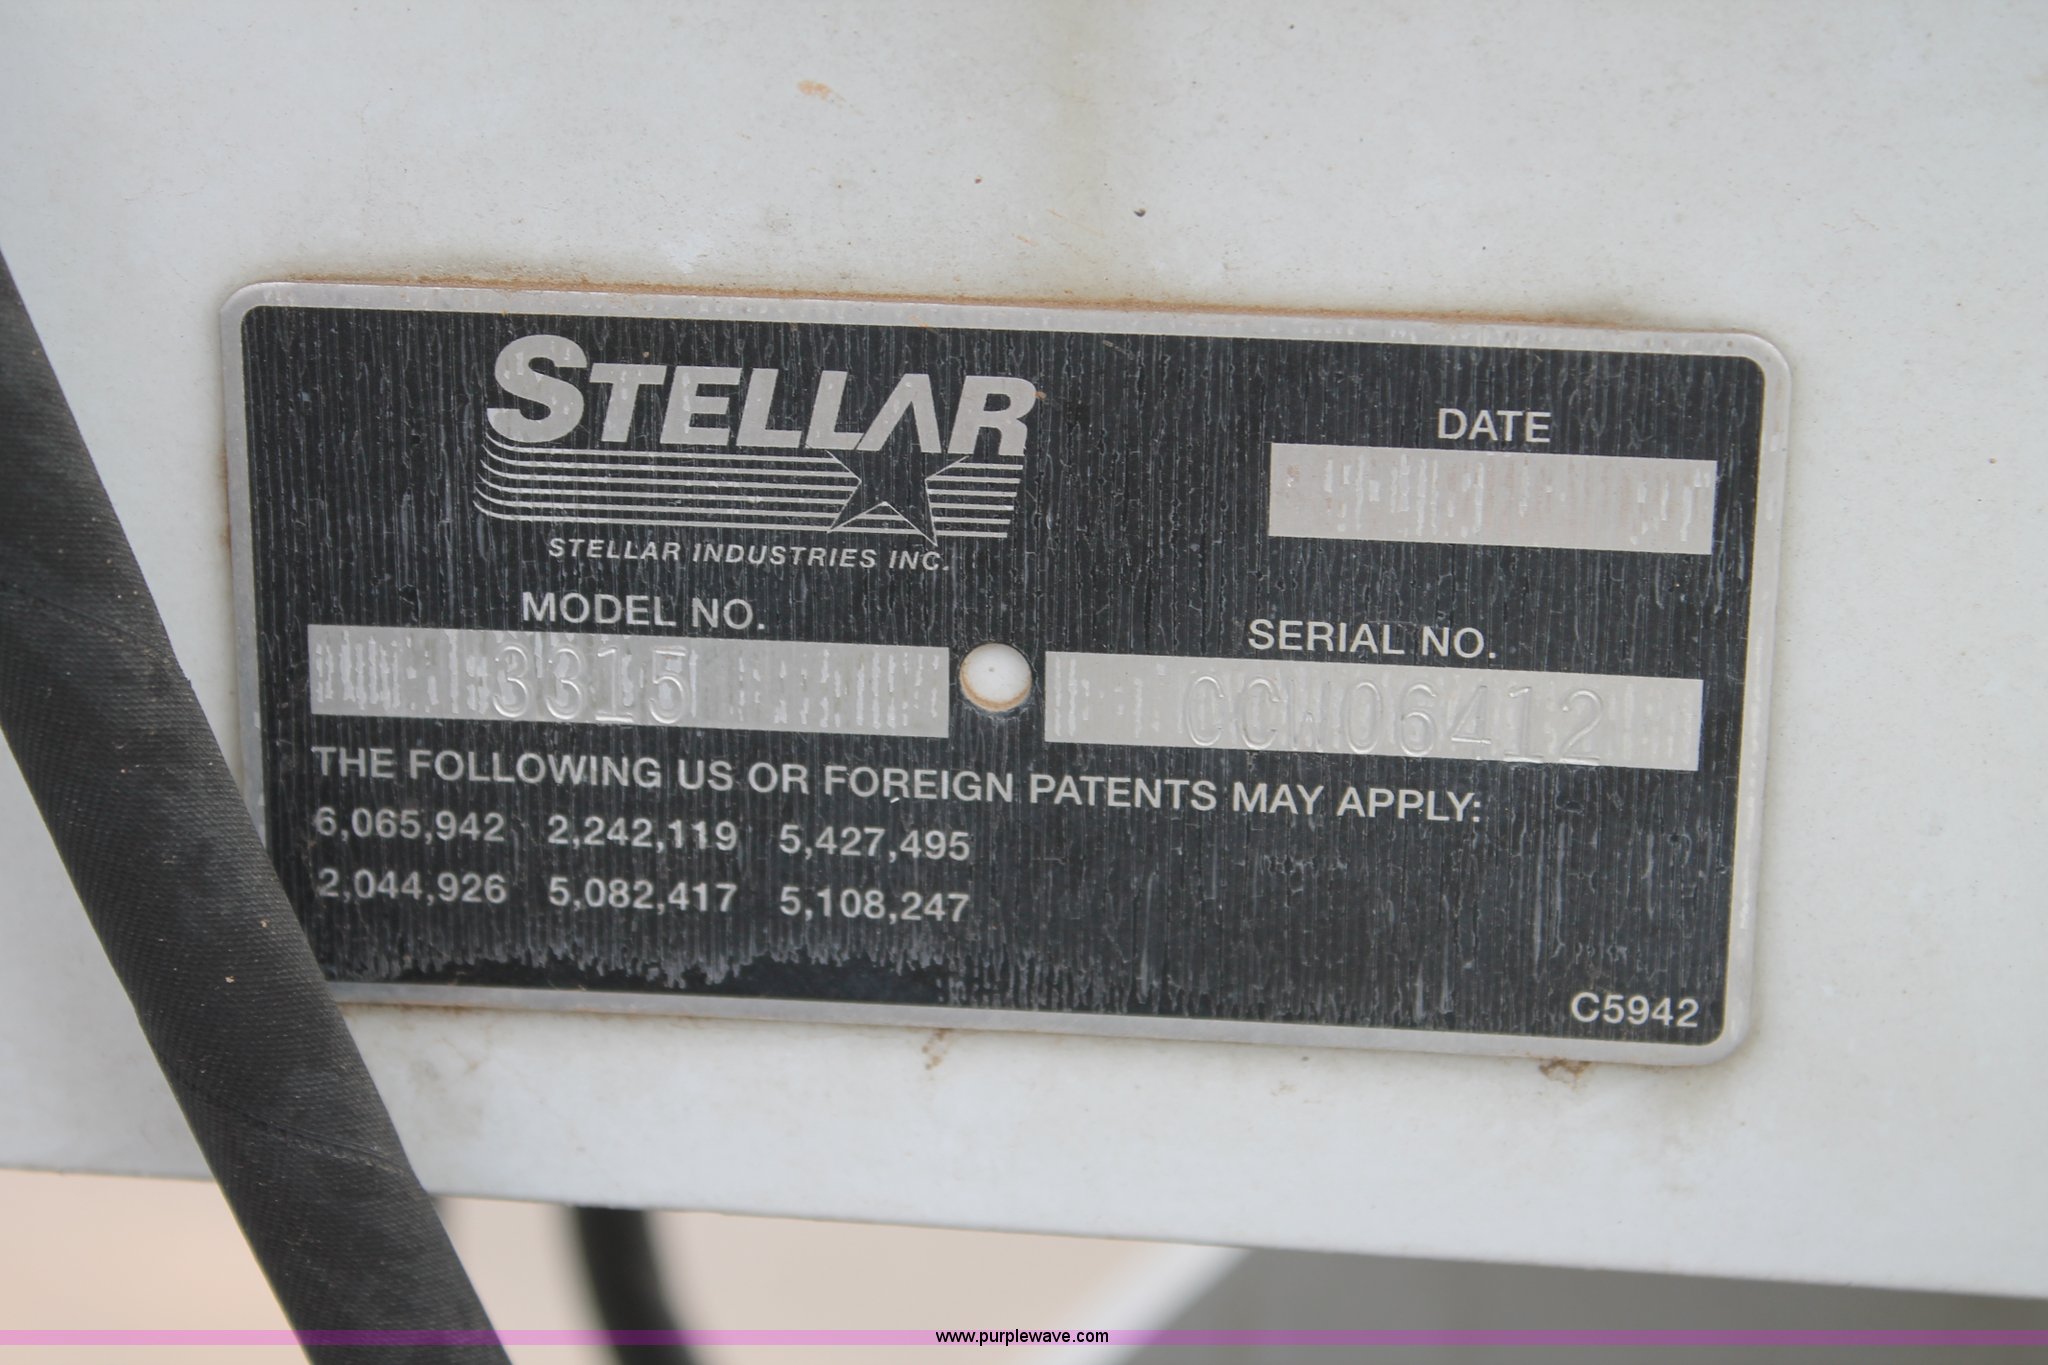 STELLAR
STELLAR INDUSTRIES INC.
DATE
MODEL NO.
3315
SERIAL NO.
CCW06412
THE FOLLOWING US OR FOREIGN PATENTS MAY APPLY:
6,065,942 2,242,119 5,427,495
2,044,926 5,082,417 5,108,247
C5942
www.purplewave.com